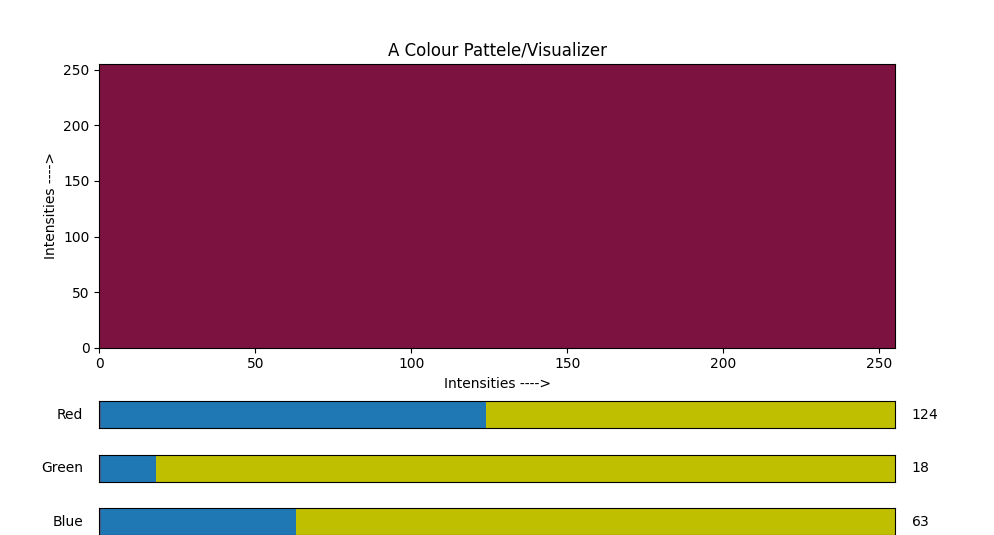 A Colour Pattele/Visualizer
250
200
150
100
50
0
Intensities ---->
0 50 100 150 200 250
Intensities ---->
Red 124
Green 18
Blue 63